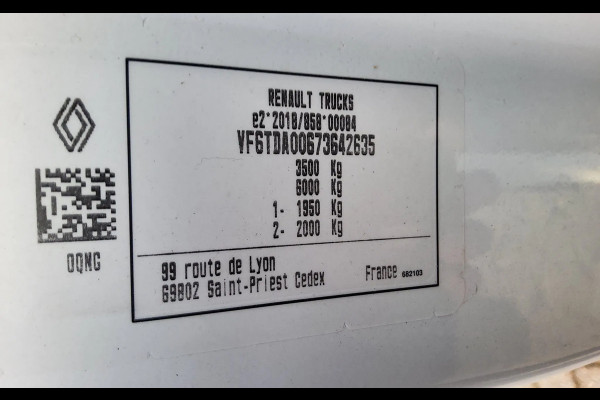 RENAULT TRUCKS
e2*2018/858*00084
VF6TDA00673642635
3500 Kg
6000 Kg
1- 1950 Kg
2- 2000 Kg
0QNG
99 route de Lyon
69802 Saint-Priest Cedex France 682103